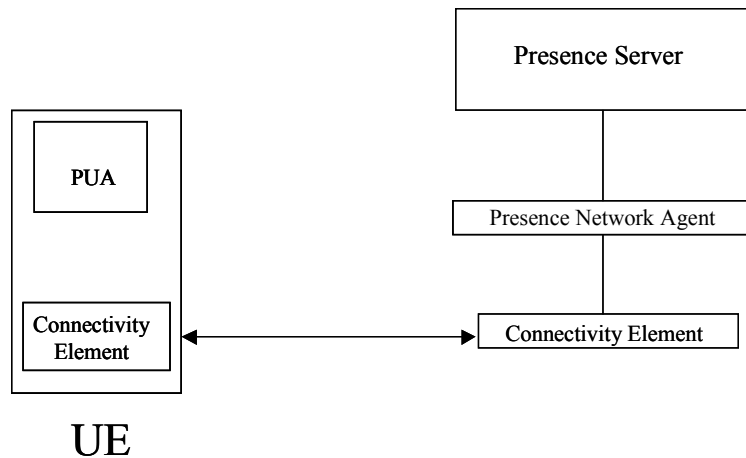 Presence Server
PUA
Presence Network Agent
Connectivity
Element
Connectivity Element
UE